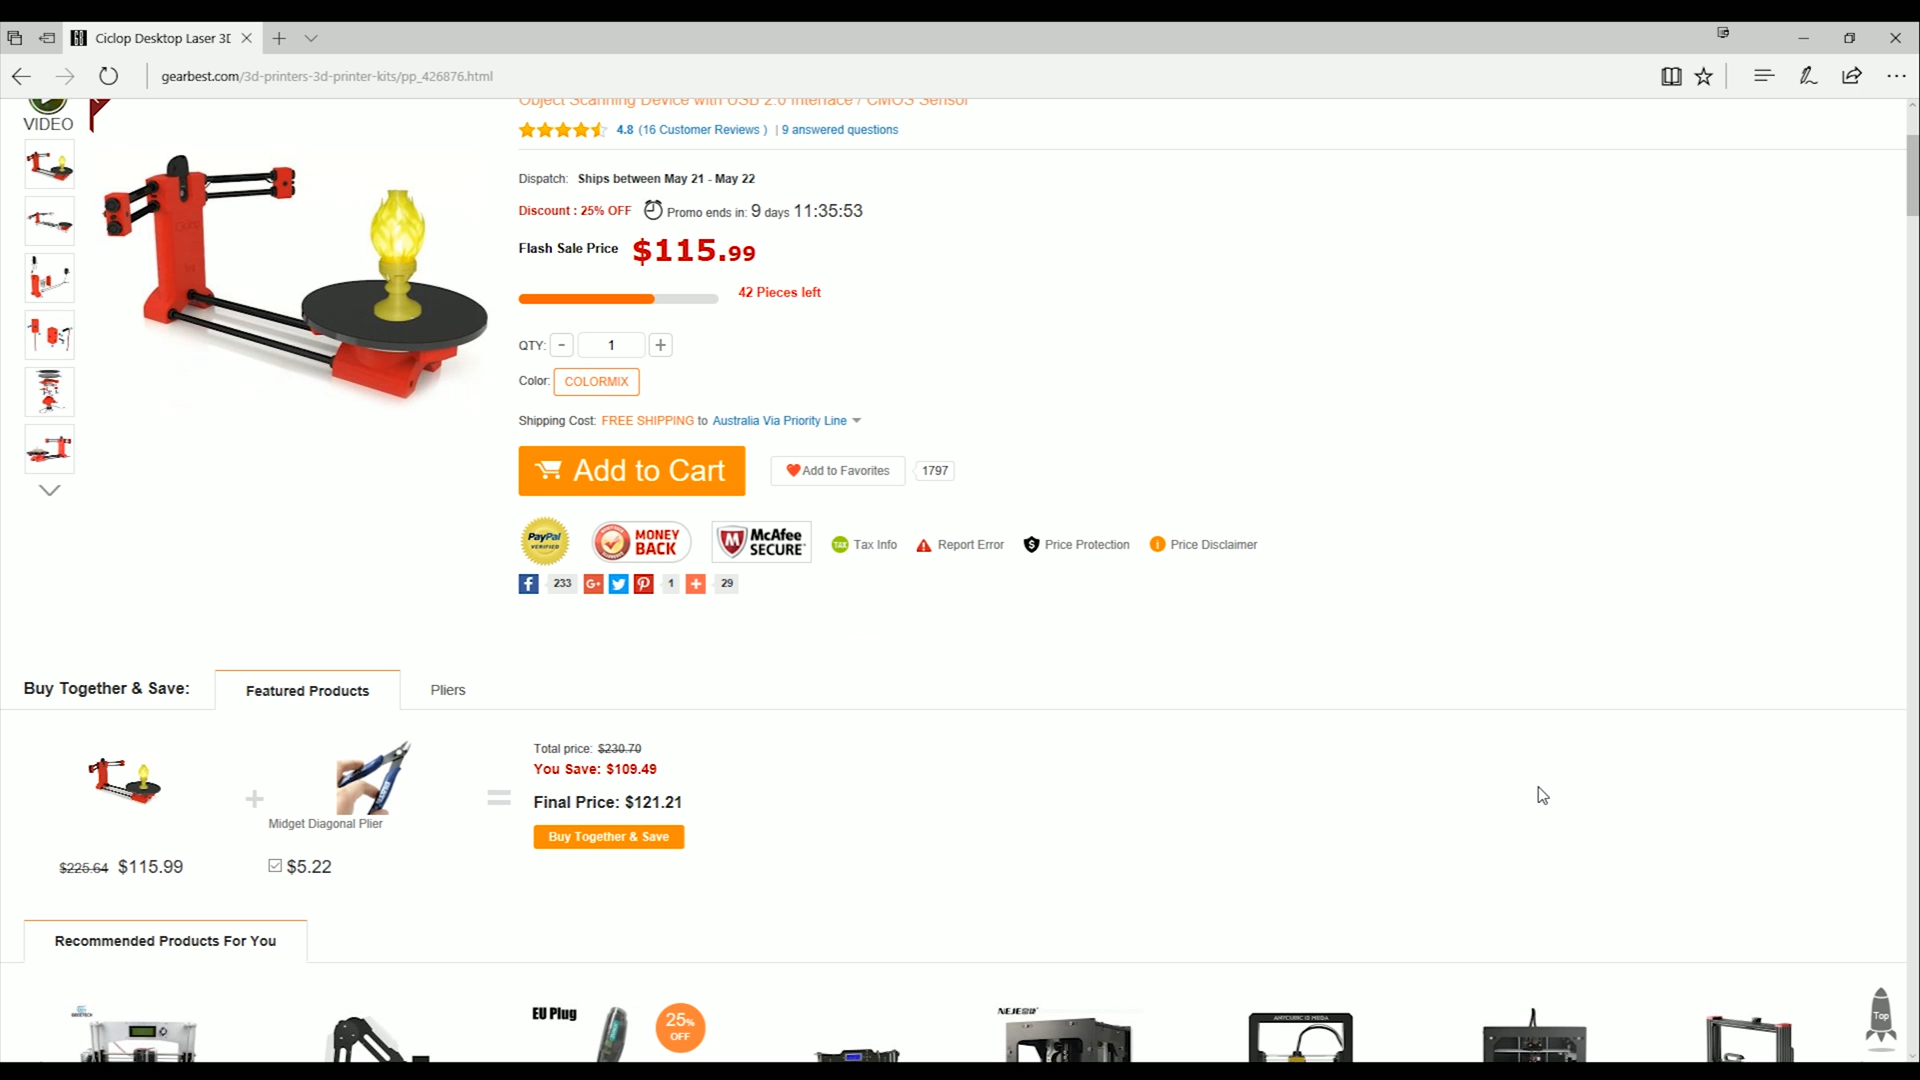 Ciclop Desktop Laser 3D
gearbest.com/3d-printers-3d-printer-kits/pp_426876.html
VIDEO
Object Scanning Device with USB 2.0 Interface / CMOS Sensor
4.8 (16 Customer Reviews ) | 9 answered questions
Dispatch: Ships between May 21 - May 22
Discount : 25% OFF Promo ends in: 9 days 11:35:53
Flash Sale Price $115.99
42 Pieces left
QTY: - 1 +
Color: COLORMIX
Shipping Cost: FREE SHIPPING to Australia Via Priority Line
Add to Cart
Add to Favorites 1797
PayPal VERIFIED
MONEY BACK
McAfee SECURE
TAX Tax Info Report Error Price Protection Price Disclaimer
f 233 G+ 1 + 29
Buy Together & Save: Featured Products Pliers
Total price: $230.70
You Save: $109.49
Final Price: $121.21
Buy Together & Save
+
Midget Diagonal Plier
=
$225.64 $115.99
$5.22
Recommended Products For You
EU Plug
25% OFF
NEJE
ANYCUBIC I3 MEGA
Top